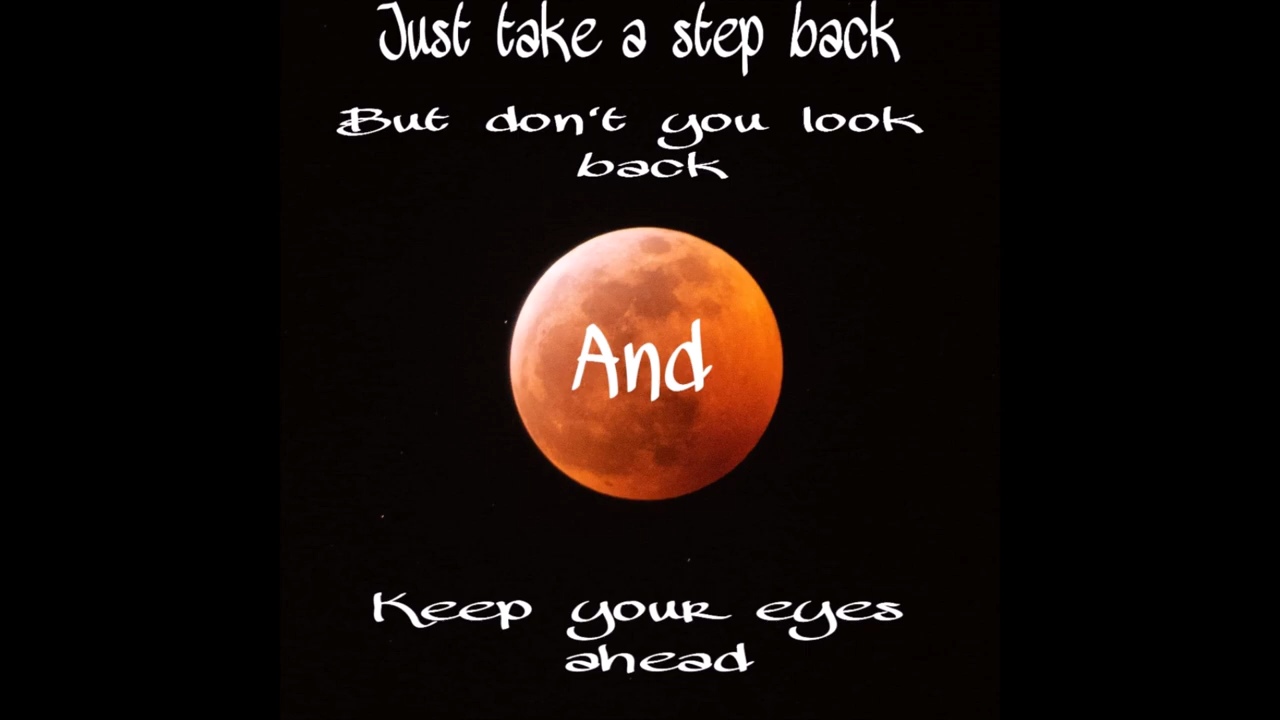 Just take a step back
But don't you look
back
And
Keep your eyes
ahead